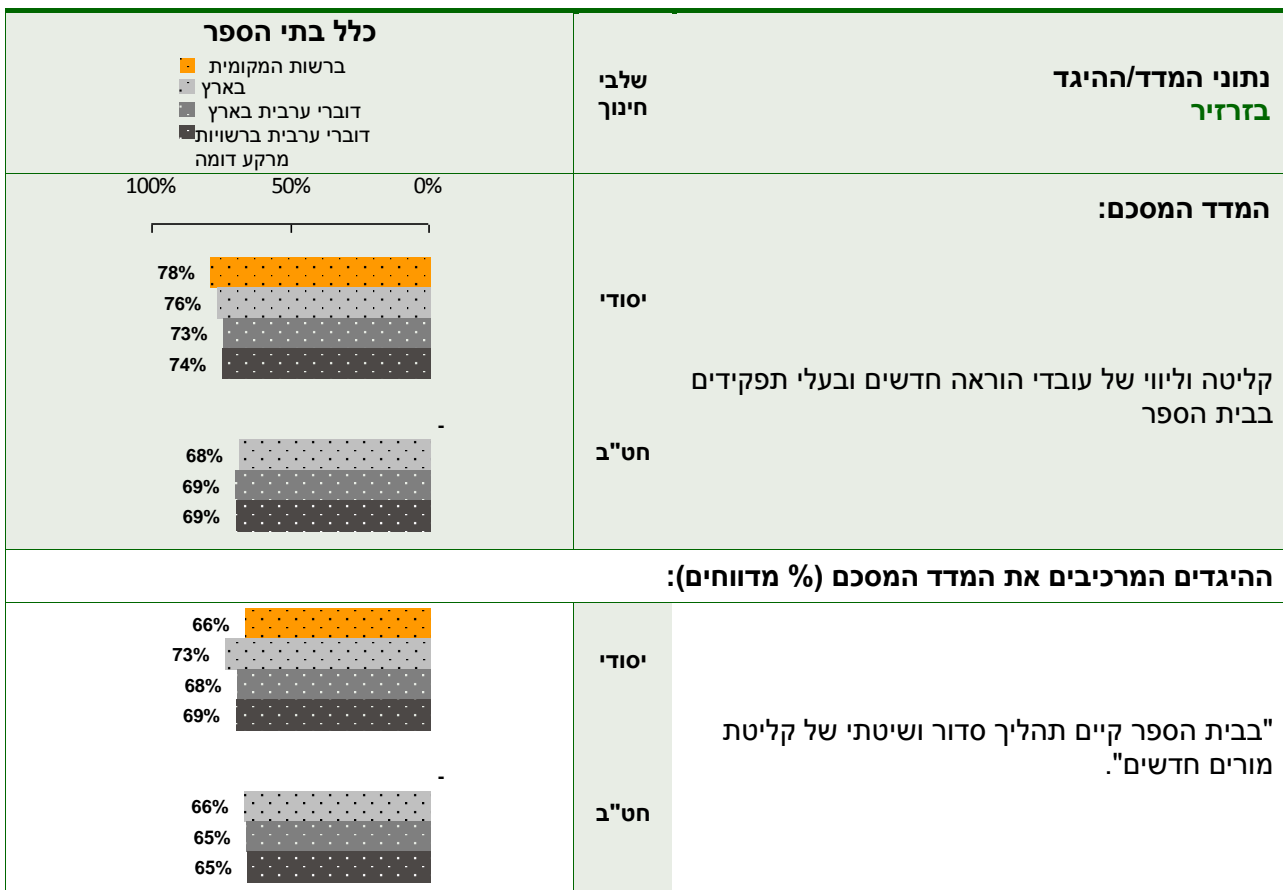 נתוני המדד/ההיגד
בזרזיר
שלבי
חינוך
כלל בתי הספר
ברשות המקומית
בארץ
דוברי ערבית בארץ
דוברי ערבית ברשויות
מרקע דומה
המדד המסכם:
0% 50% 100%
קליטה וליווי של עובדי הוראה חדשים ובעלי תפקידים
בבית הספר
יסודי
78%
76%
73%
74%
חט"ב
-
68%
69%
69%
ההיגדים המרכיבים את המדד המסכם (% מדווחים):
"בבית הספר קיים תהליך סדור ושיטתי של קליטת
מורים חדשים".
יסודי
66%
73%
68%
69%
חט"ב
-
66%
65%
65%